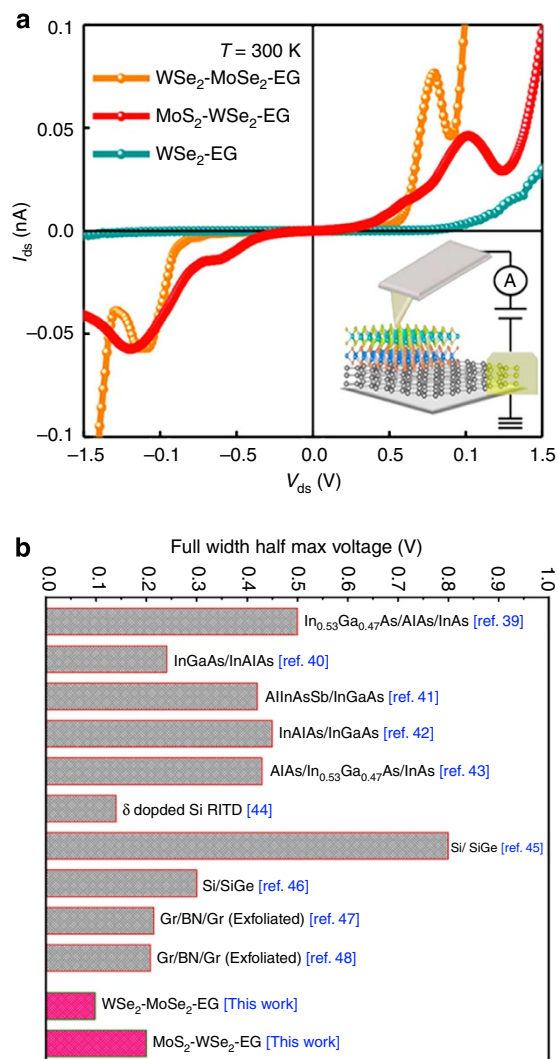 a
0.1
0.05
0.0
−0.05
−0.1
I_ds (nA)
T = 300 K
WSe₂-MoSe₂-EG
MoS₂-WSe₂-EG
WSe₂-EG
A
−1.5 −1.0 −0.5 0.0 0.1 1.5
V_ds (V)
b
Full width half max voltage (V)
0.0 0.1 0.2 0.3 0.4 0.5 0.6 0.7 0.8 0.9 1.0
In₀.₅₃Ga₀.₄₇As/AlAs/InAs [ref. 39]
InGaAs/InAlAs [ref. 40]
AlInAsSb/InGaAs [ref. 41]
InAlAs/InGaAs [ref. 42]
AlAs/In₀.₅₃Ga₀.₄₇As/InAs [ref. 43]
δ dopded Si RITD [44]
Si/ SiGe [ref. 45]
Si/SiGe [ref. 46]
Gr/BN/Gr (Exfoliated) [ref. 47]
Gr/BN/Gr (Exfoliated) [ref. 48]
WSe₂-MoSe₂-EG [This work]
MoS₂-WSe₂-EG [This work]